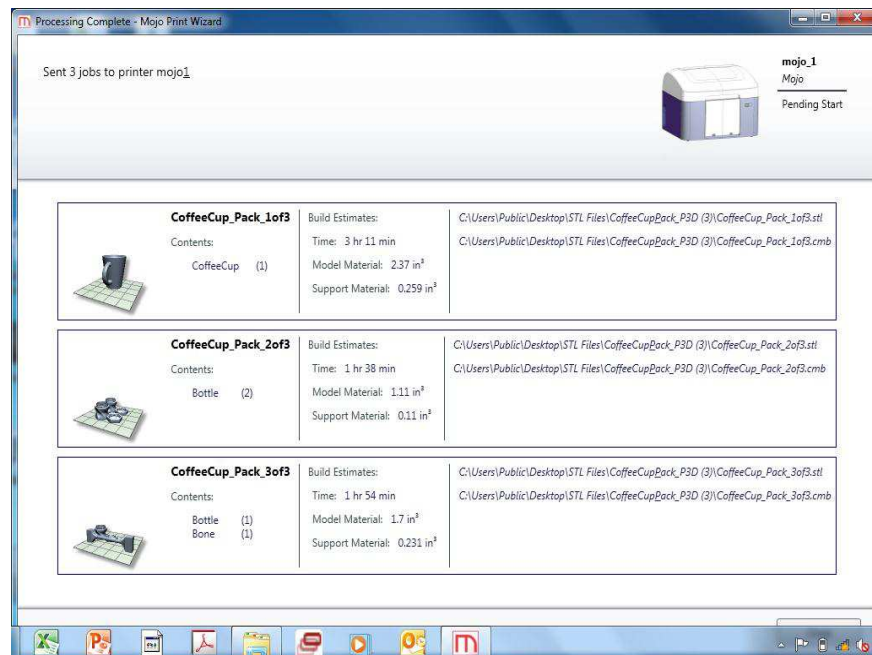 Processing Complete - Mojo Print Wizard
Sent 3 jobs to printer mojo1
mojo_1
Mojo
Pending Start
CoffeeCup_Pack_1of3
Contents:
CoffeeCup (1)
Build Estimates:
Time: 3 hr 11 min
Model Material: 2.37 in³
Support Material: 0.259 in³
C:\Users\Public\Desktop\STL Files\CoffeeCupPack_P3D (3)\CoffeeCup_Pack_1of3.stl
C:\Users\Public\Desktop\STL Files\CoffeeCupPack_P3D (3)\CoffeeCup_Pack_1of3.cmb
CoffeeCup_Pack_2of3
Contents:
Bottle (2)
Build Estimates:
Time: 1 hr 38 min
Model Material: 1.11 in³
Support Material: 0.11 in³
C:\Users\Public\Desktop\STL Files\CoffeeCupPack_P3D (3)\CoffeeCup_Pack_2of3.stl
C:\Users\Public\Desktop\STL Files\CoffeeCupPack_P3D (3)\CoffeeCup_Pack_2of3.cmb
CoffeeCup_Pack_3of3
Contents:
Bottle (1)
Bone (1)
Build Estimates:
Time: 1 hr 54 min
Model Material: 1.7 in³
Support Material: 0.231 in³
C:\Users\Public\Desktop\STL Files\CoffeeCupPack_P3D (3)\CoffeeCup_Pack_3of3.stl
C:\Users\Public\Desktop\STL Files\CoffeeCupPack_P3D (3)\CoffeeCup_Pack_3of3.cmb